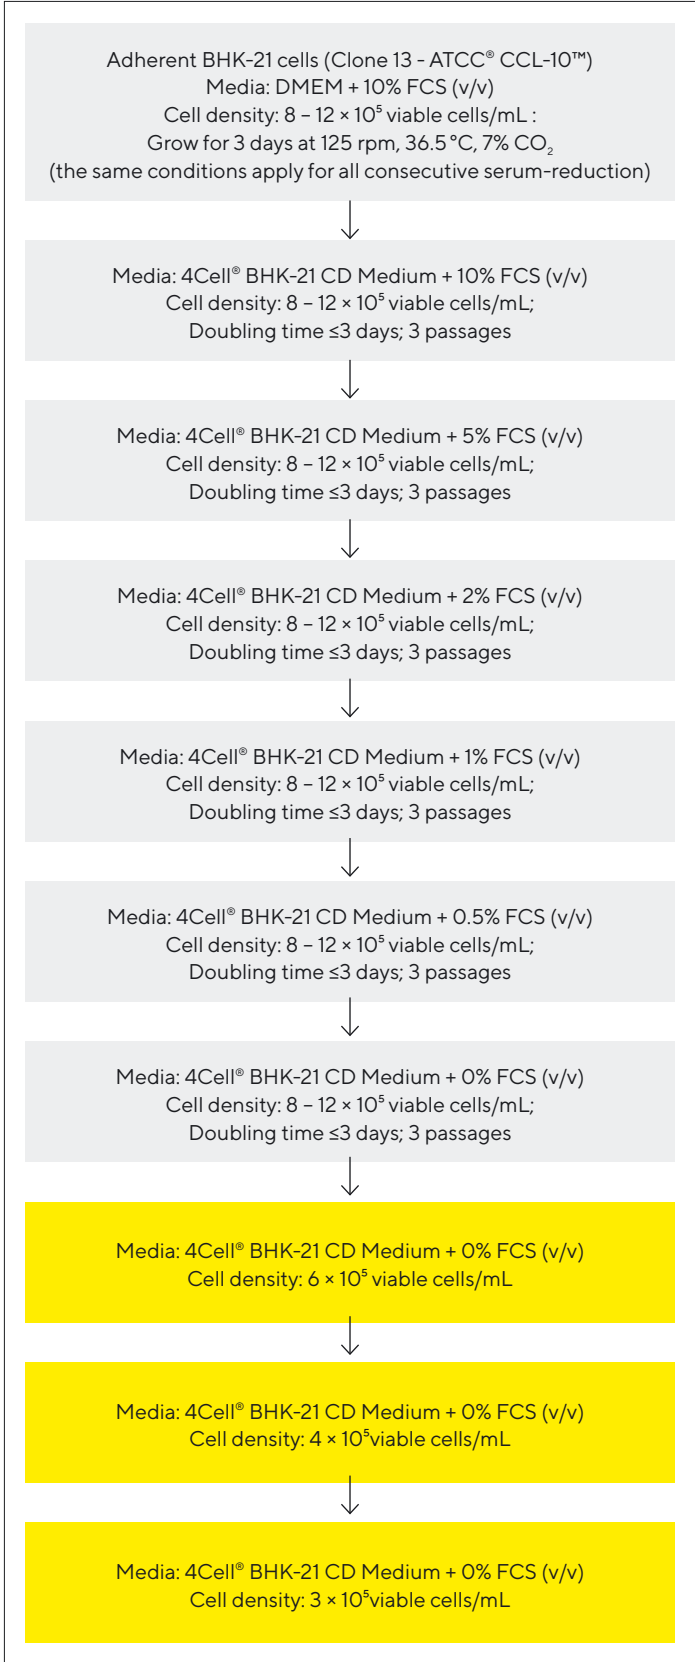 Adherent BHK-21 cells (Clone 13 - ATCC® CCL-10™)
Media: DMEM + 10% FCS (v/v)
Cell density: 8 – 12 × 10⁵ viable cells/mL :
Grow for 3 days at 125 rpm, 36.5 °C, 7% CO₂
(the same conditions apply for all consecutive serum-reduction)
Media: 4Cell® BHK-21 CD Medium + 10% FCS (v/v)
Cell density: 8 – 12 × 10⁵ viable cells/mL;
Doubling time ≤3 days; 3 passages
Media: 4Cell® BHK-21 CD Medium + 5% FCS (v/v)
Cell density: 8 – 12 × 10⁵ viable cells/mL;
Doubling time ≤3 days; 3 passages
Media: 4Cell® BHK-21 CD Medium + 2% FCS (v/v)
Cell density: 8 – 12 × 10⁵ viable cells/mL;
Doubling time ≤3 days; 3 passages
Media: 4Cell® BHK-21 CD Medium + 1% FCS (v/v)
Cell density: 8 – 12 × 10⁵ viable cells/mL;
Doubling time ≤3 days; 3 passages
Media: 4Cell® BHK-21 CD Medium + 0.5% FCS (v/v)
Cell density: 8 – 12 × 10⁵ viable cells/mL;
Doubling time ≤3 days; 3 passages
Media: 4Cell® BHK-21 CD Medium + 0% FCS (v/v)
Cell density: 8 – 12 × 10⁵ viable cells/mL;
Doubling time ≤3 days; 3 passages
Media: 4Cell® BHK-21 CD Medium + 0% FCS (v/v)
Cell density: 6 × 10⁵ viable cells/mL
Media: 4Cell® BHK-21 CD Medium + 0% FCS (v/v)
Cell density: 4 × 10⁵viable cells/mL
Media: 4Cell® BHK-21 CD Medium + 0% FCS (v/v)
Cell density: 3 × 10⁵viable cells/mL